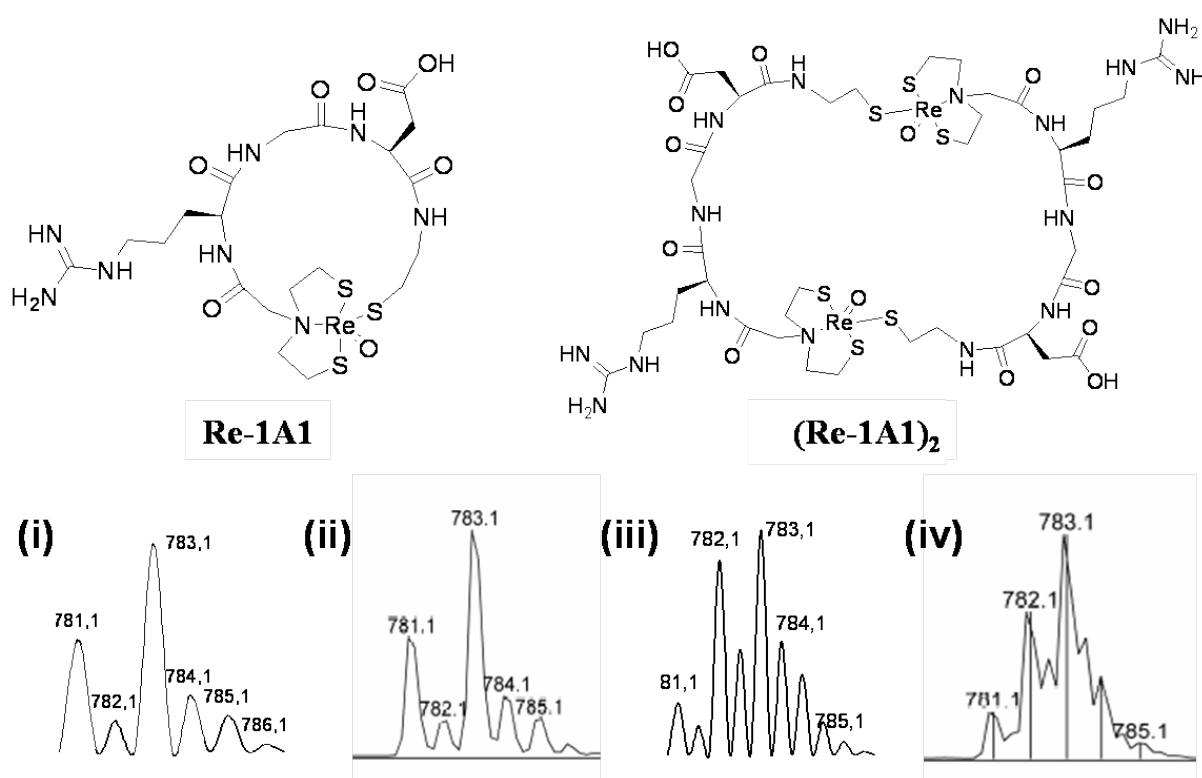 O
OH
O
H
N
HN
O
O
NH
HN
HN
NH
H₂N
O
S
S
N
Re
O
S
HO
O
O
H
N
S
S
Re
N
O
S
O
NH
HN
NH₂
NH
HN
O
NH
O
O
HN
O
NH
HN
O
O
OH
NH
HN
H₂N
O
N
S
Re
O
S
S
N
H
O
Re-1A1
(Re-1A1)₂
(i)
781,1
782,1
783,1
784,1
785,1
786,1
(ii)
781.1
782.1
783.1
784.1
785.1
(iii)
81,1
782,1
783,1
784,1
785,1
(iv)
781.1
782.1
783.1
785.1